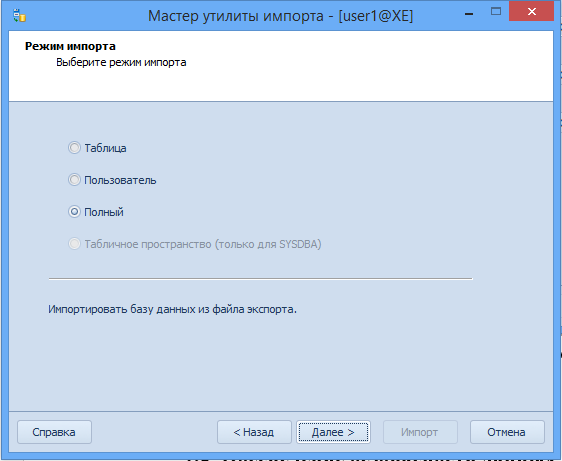 Мастер утилиты импорта - [user1@XE]
Режим импорта
Выберите режим импорта
Таблица
Пользователь
Полный
Табличное пространство (только для SYSDBA)
Импортировать базу данных из файла экспорта.
Справка
< Назад
Далее >
Импорт
Отмена